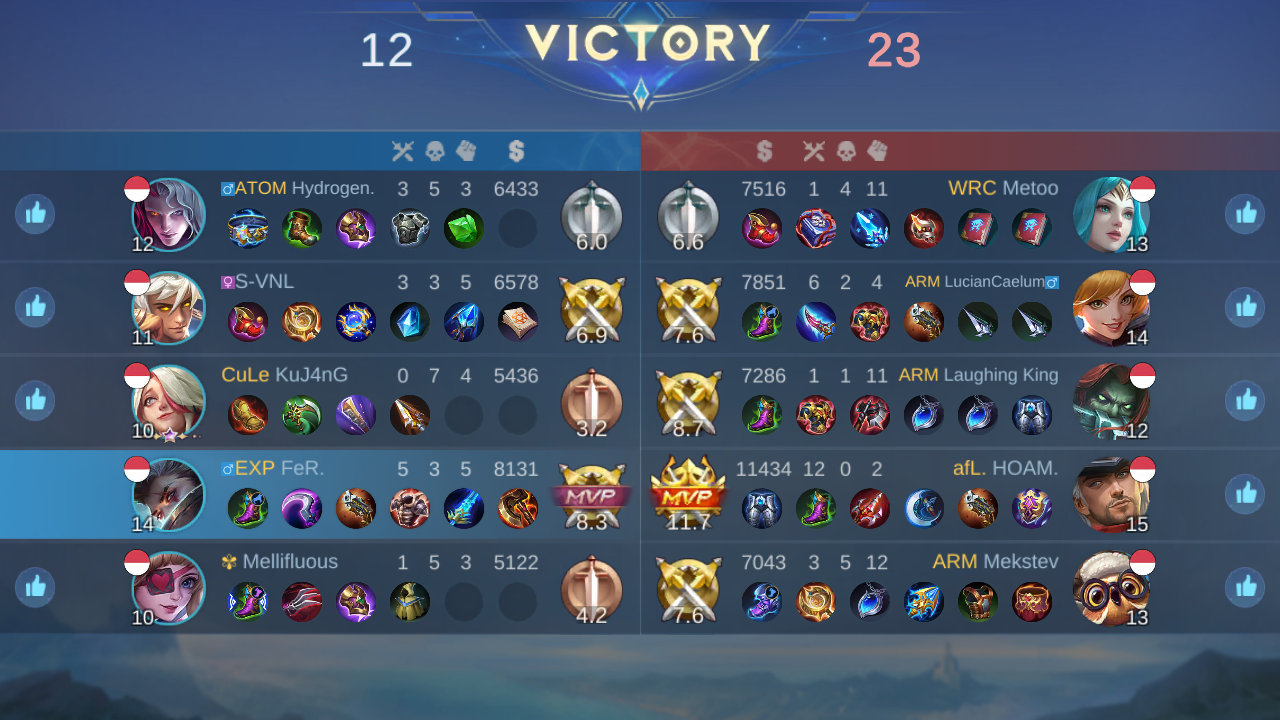 12 VICTORY 23
♂ATOM Hydrogen. 3 5 3 6433
12 6.0
7516 1 4 11 WRC Metoo
6.6 13
♀S-VNL 3 3 5 6578
11 6.9
7851 6 2 4 ARM LucianCaelum♂
7.6 14
CuLe KuJ4nG 0 7 4 5436
10 3.2
7286 1 1 11 ARM Laughing King
8.7 12
♂EXP FeR. 5 3 5 8131
14 MVP 8.3
11434 12 0 2 afL. HOAM.
MVP 11.7 15
Mellifluous 1 5 3 5122
10 4.2
7043 3 5 12 ARM Mekstev
7.6 13